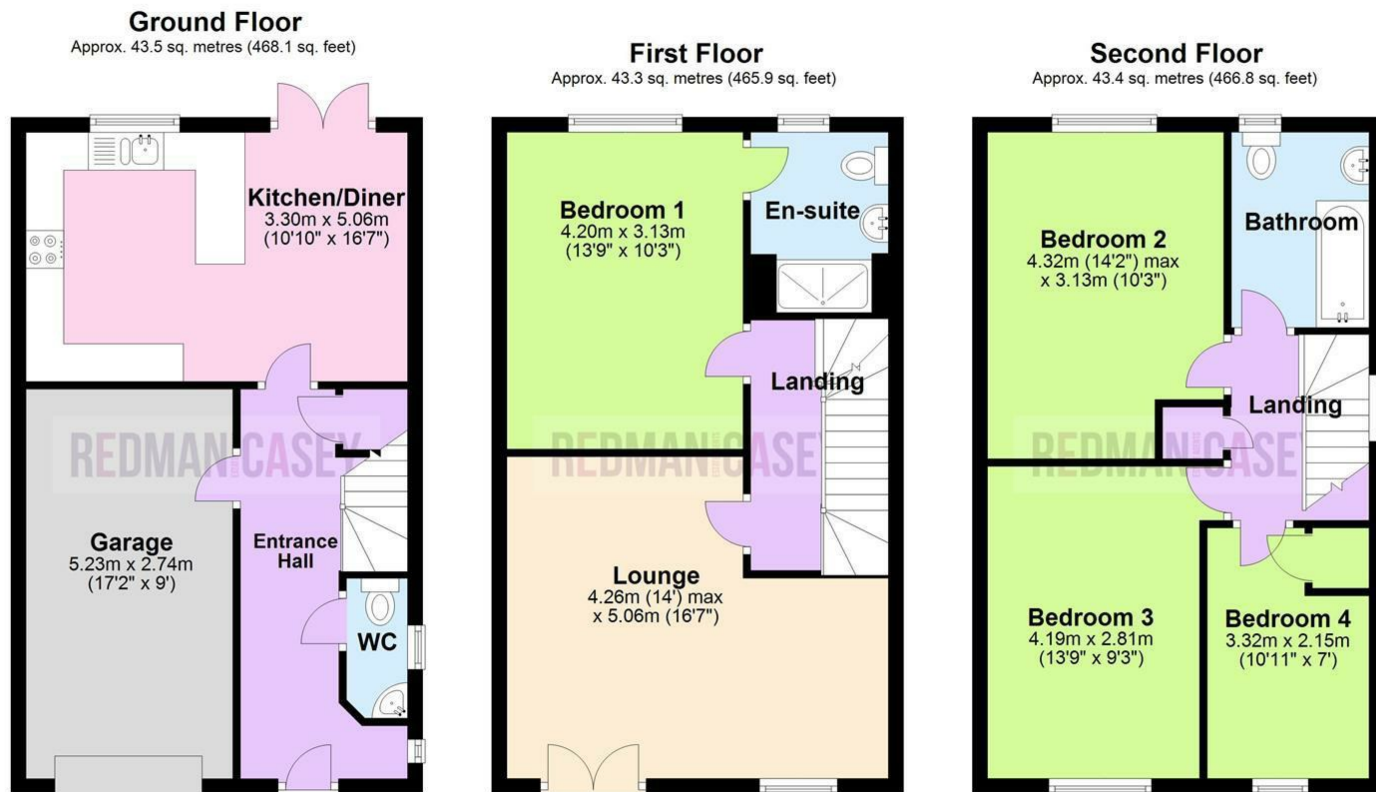 Ground Floor
Approx. 43.5 sq. metres (468.1 sq. feet)
Kitchen/Diner
3.30m x 5.06m
(10'10" x 16'7")
Garage
5.23m x 2.74m
(17'2" x 9')
Entrance
Hall
WC
REDMAN CASEY
First Floor
Approx. 43.3 sq. metres (465.9 sq. feet)
Bedroom 1
4.20m x 3.13m
(13'9" x 10'3")
En-suite
Landing
REDMAN CASEY
Lounge
4.26m (14') max
x 5.06m (16'7")
Second Floor
Approx. 43.4 sq. metres (466.8 sq. feet)
Bedroom 2
4.32m (14'2") max
x 3.13m (10'3")
Bathroom
Landing
REDMAN CASEY
Bedroom 3
4.19m x 2.81m
(13'9" x 9'3")
Bedroom 4
3.32m x 2.15m
(10'11" x 7')